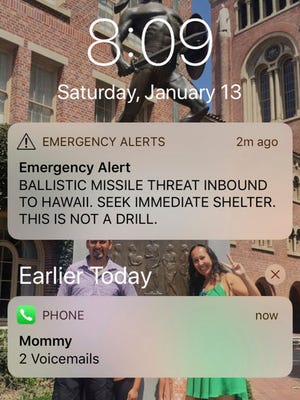 8:09
Saturday, January 13
EMERGENCY ALERTS 2m ago
Emergency Alert
BALLISTIC MISSILE THREAT INBOUND
TO HAWAII. SEEK IMMEDIATE SHELTER.
THIS IS NOT A DRILL.
Earlier Today
PHONE now
Mommy
2 Voicemails